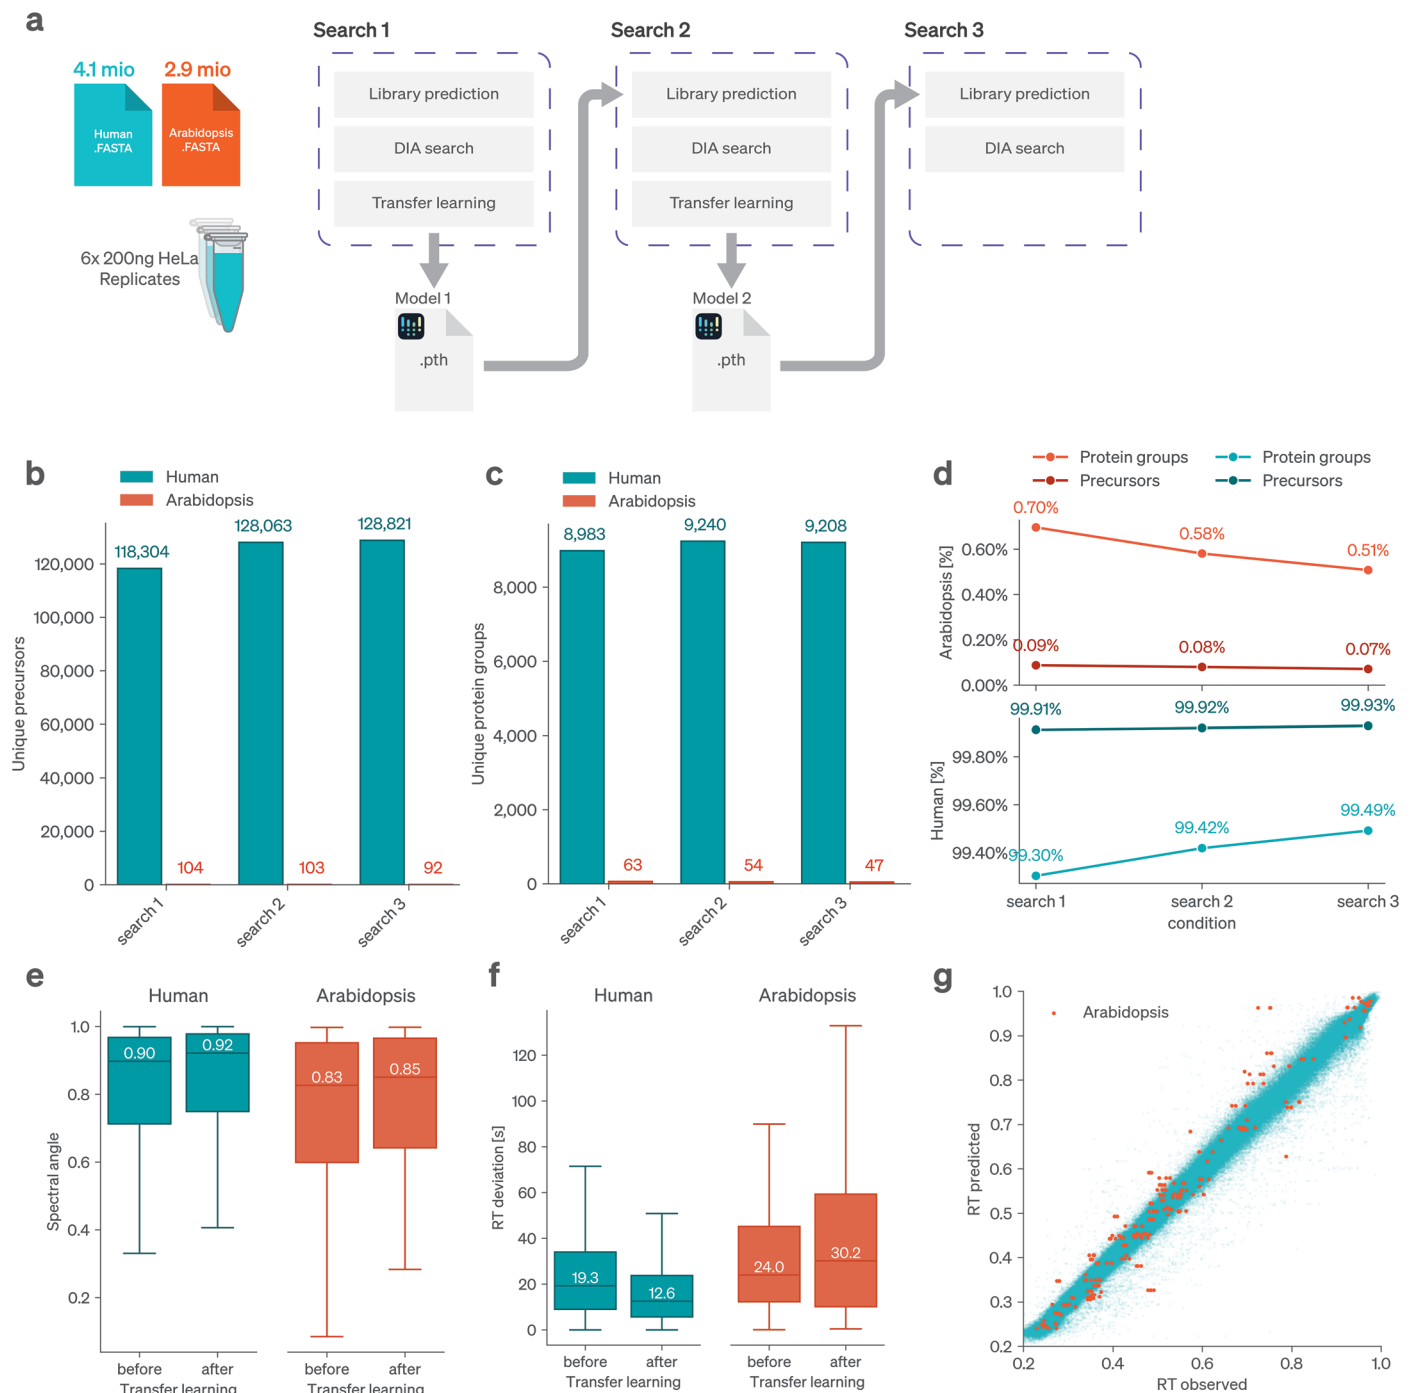 a
4.1 mio
2.9 mio
Human
.FASTA
Arabidopsis
.FASTA
6x 200ng HeLa
Replicates
Search 1
Library prediction
DIA search
Transfer learning
Model 1
.pth
Search 2
Library prediction
DIA search
Transfer learning
Model 2
.pth
Search 3
Library prediction
DIA search
b
Human
Arabidopsis
Unique precursors
120,000
100,000
80,000
60,000
40,000
20,000
0
118,304
128,063
128,821
104
103
92
search 1
search 2
search 3
c
Human
Arabidopsis
Unique protein groups
8,000
6,000
4,000
2,000
0
8,983
9,240
9,208
63
54
47
search 1
search 2
search 3
d
Protein groups
Precursors
Protein groups
Precursors
Arabidopsis [%]
0.60%
0.40%
0.20%
0.00%
0.70%
0.58%
0.51%
0.09%
0.08%
0.07%
Human [%]
99.80%
99.60%
99.40%
99.91%
99.92%
99.93%
99.30%
99.42%
99.49%
search 1
search 2
search 3
condition
e
Human
Arabidopsis
Spectral angle
1.0
0.8
0.6
0.4
0.2
0.90
0.92
0.83
0.85
before
after
before
after
Transfer learning
Transfer learning
f
Human
Arabidopsis
RT deviation [s]
120
100
80
60
40
20
0
19.3
12.6
24.0
30.2
before
after
before
after
Transfer learning
Transfer learning
g
Arabidopsis
RT predicted
1.0
0.9
0.8
0.7
0.6
0.5
0.4
0.3
0.2
0.2
0.4
0.6
0.8
1.0
RT observed